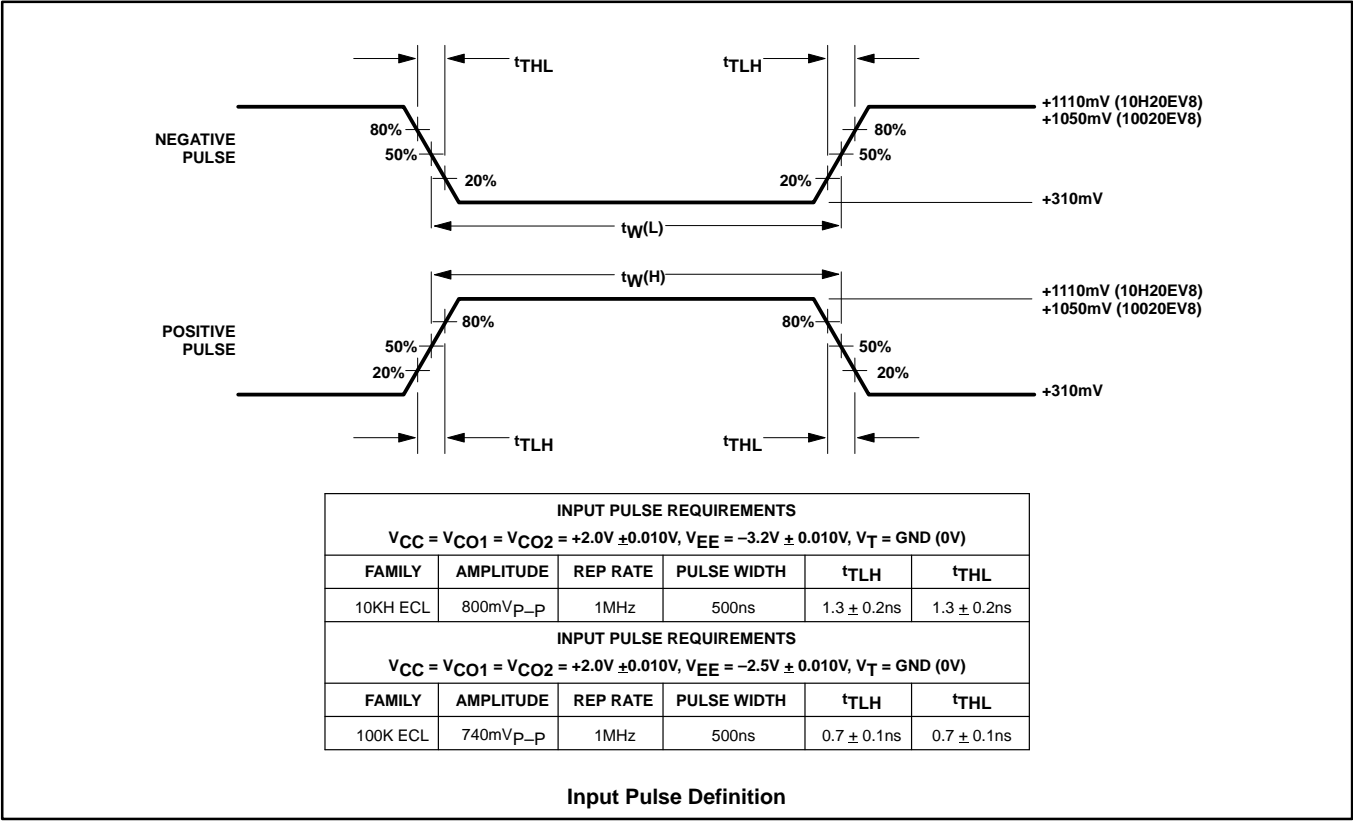 tTHL
tTLH
+1110mV (10H20EV8)
+1050mV (10020EV8)
NEGATIVE
PULSE
80%
50%
20%
80%
50%
20%
+310mV
tW(L)
tW(H)
+1110mV (10H20EV8)
+1050mV (10020EV8)
POSITIVE
PULSE
80%
50%
20%
80%
50%
20%
+310mV
tTLH
tTHL
INPUT PULSE REQUIREMENTS
VCC = VCO1 = VCO2 = +2.0V ±0.010V, VEE = –3.2V ± 0.010V, VT = GND (0V)
FAMILY AMPLITUDE REP RATE PULSE WIDTH tTLH tTHL
10KH ECL 800mVP–P 1MHz 500ns 1.3 ± 0.2ns 1.3 ± 0.2ns
INPUT PULSE REQUIREMENTS
VCC = VCO1 = VCO2 = +2.0V ±0.010V, VEE = –2.5V ± 0.010V, VT = GND (0V)
FAMILY AMPLITUDE REP RATE PULSE WIDTH tTLH tTHL
100K ECL 740mVP–P 1MHz 500ns 0.7 ± 0.1ns 0.7 ± 0.1ns
Input Pulse Definition